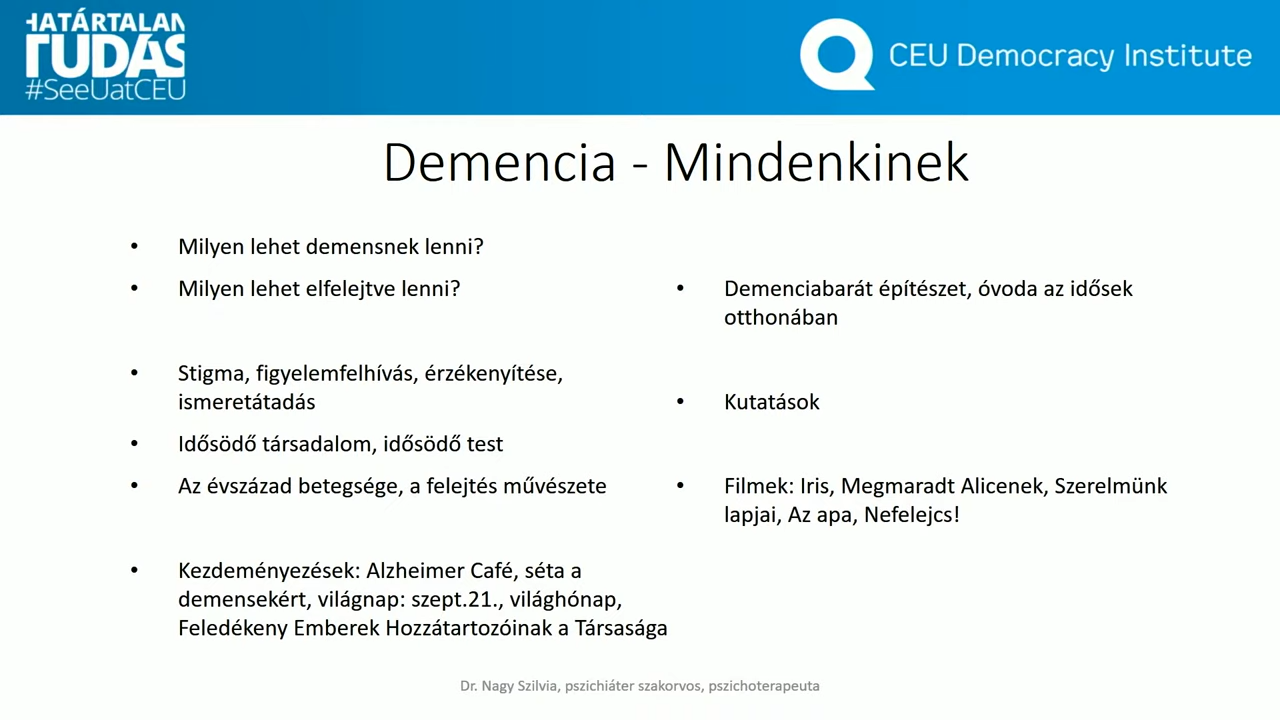 HATÁRTALAN
TUDÁS
#SeeUatCEU
CEU Democracy Institute
Demencia - Mindenkinek
• Milyen lehet demensnek lenni?
• Milyen lehet elfelejtve lenni?
• Stigma, figyelemfelhívás, érzékenyítése,
ismeretátadás
• Idősödő társadalom, idősödő test
• Az évszázad betegsége, a felejtés művészete
• Kezdeményezések: Alzheimer Café, séta a
demensekért, világnap: szept.21., világhónap,
Feledékeny Emberek Hozzátartozóinak a Társasága
• Demenciabarát építészet, óvoda az idősek
otthonában
• Kutatások
• Filmek: Iris, Megmaradt Alicenek, Szerelmünk
lapjai, Az apa, Nefelejcs!
Dr. Nagy Szilvia, pszichiáter szakorvos, pszichoterapeuta